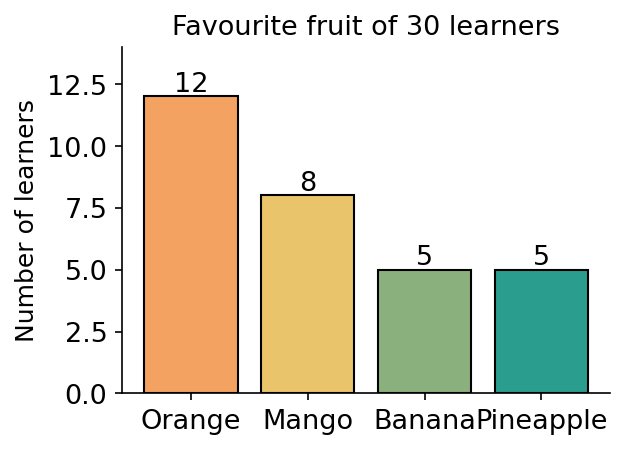 Favourite fruit of 30 learners
Number of learners
12.5
10.0
7.5
5.0
2.5
0.0
12
8
5
5
Orange
Mango
Banana
Pineapple